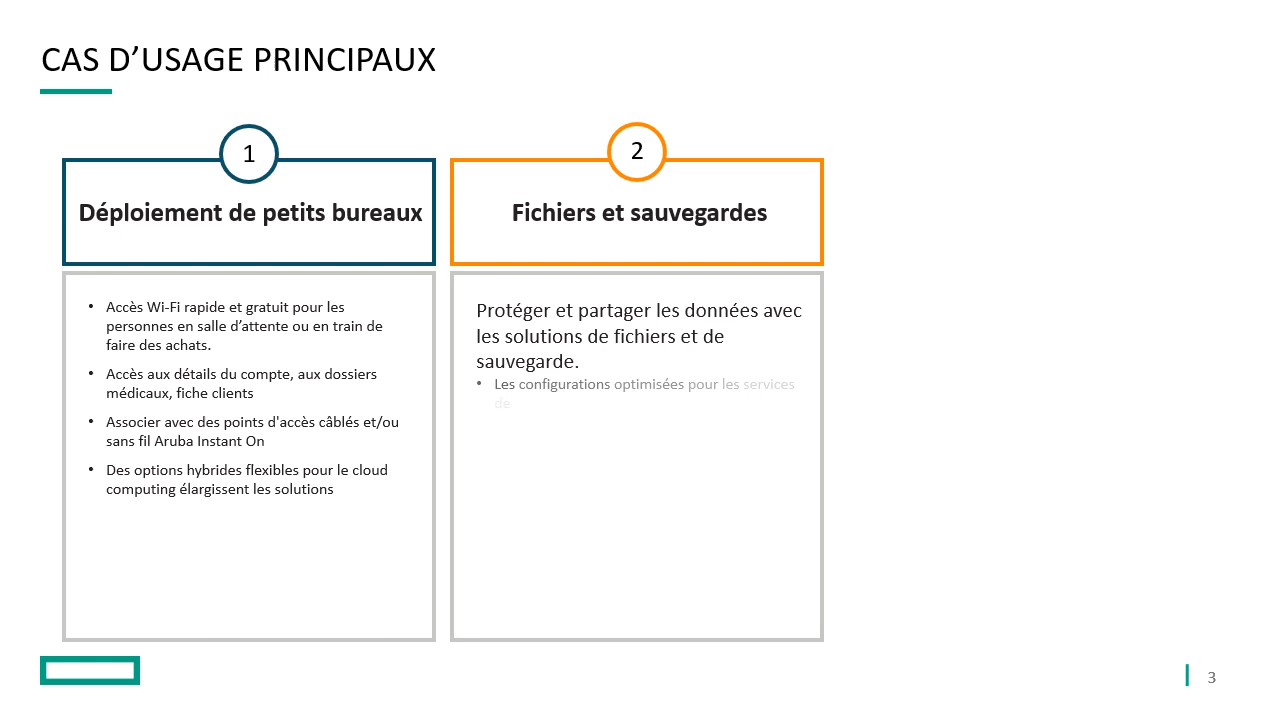 CAS D’USAGE PRINCIPAUX
1
Déploiement de petits bureaux
• Accès Wi-Fi rapide et gratuit pour les
personnes en salle d’attente ou en train de
faire des achats.
• Accès aux détails du compte, aux dossiers
médicaux, fiche clients
• Associer avec des points d'accès câblés et/ou
sans fil Aruba Instant On
• Des options hybrides flexibles pour le cloud
computing élargissent les solutions
2
Fichiers et sauvegardes
Protéger et partager les données avec
les solutions de fichiers et de
sauvegarde.
• Les configurations optimisées pour les services
de
3